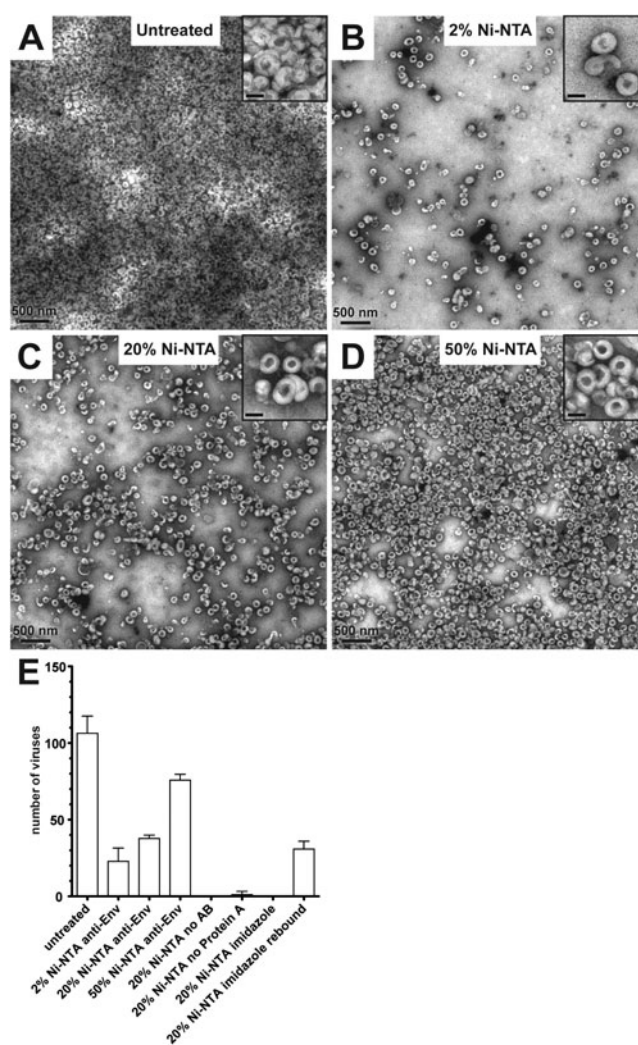 A
Untreated
500 nm
B
2% Ni-NTA
500 nm
C
20% Ni-NTA
500 nm
D
50% Ni-NTA
500 nm
E
number of viruses
150
100
50
0
untreated
2% Ni-NTA anti-Env
20% Ni-NTA anti-Env
50% Ni-NTA anti-Env
20% Ni-NTA no AB
20% Ni-NTA no Protein A
20% Ni-NTA imidazole
20% Ni-NTA imidazole rebound